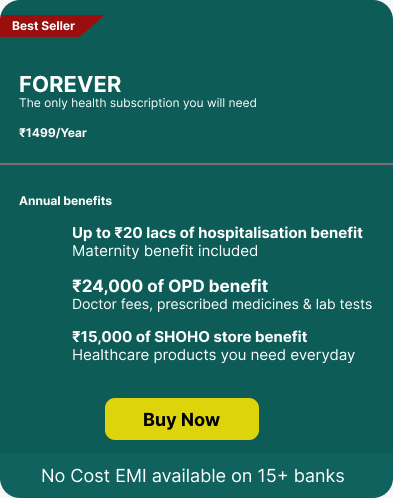 Best Seller
FOREVER
The only health subscription you will need
₹1499/Year
Annual benefits
Up to ₹20 lacs of hospitalisation benefit
Maternity benefit included
₹24,000 of OPD benefit
Doctor fees, prescribed medicines & lab tests
₹15,000 of SHOHO store benefit
Healthcare products you need everyday
Buy Now
No Cost EMI available on 15+ banks